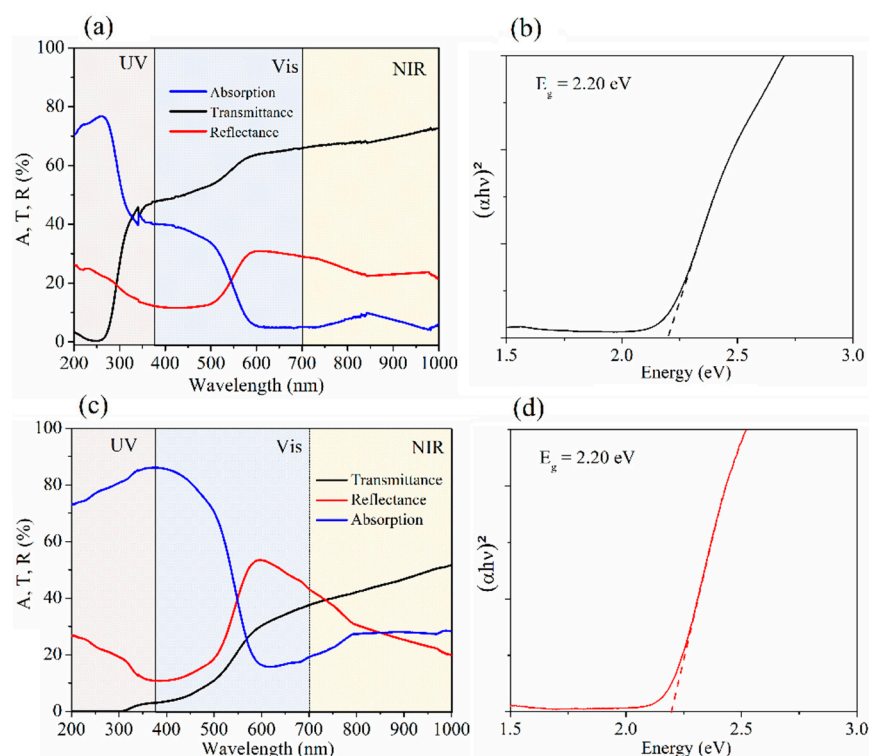 (a)
A, T, R (%)
100
80
60
40
20
0
UV
Vis
NIR
Absorption
Transmittance
Reflectance
200 300 400 500 600 700 800 900 1000
Wavelength (nm)
(b)
(αhν)²
E_g = 2.20 eV
1.5 2.0 2.5 3.0
Energy (eV)
(c)
A, T, R (%)
100
80
60
40
20
0
UV
Vis
NIR
Transmittance
Reflectance
Absorption
200 300 400 500 600 700 800 900 1000
Wavelength (nm)
(d)
(αhν)²
E_g = 2.20 eV
1.5 2.0 2.5 3.0
Energy (eV)